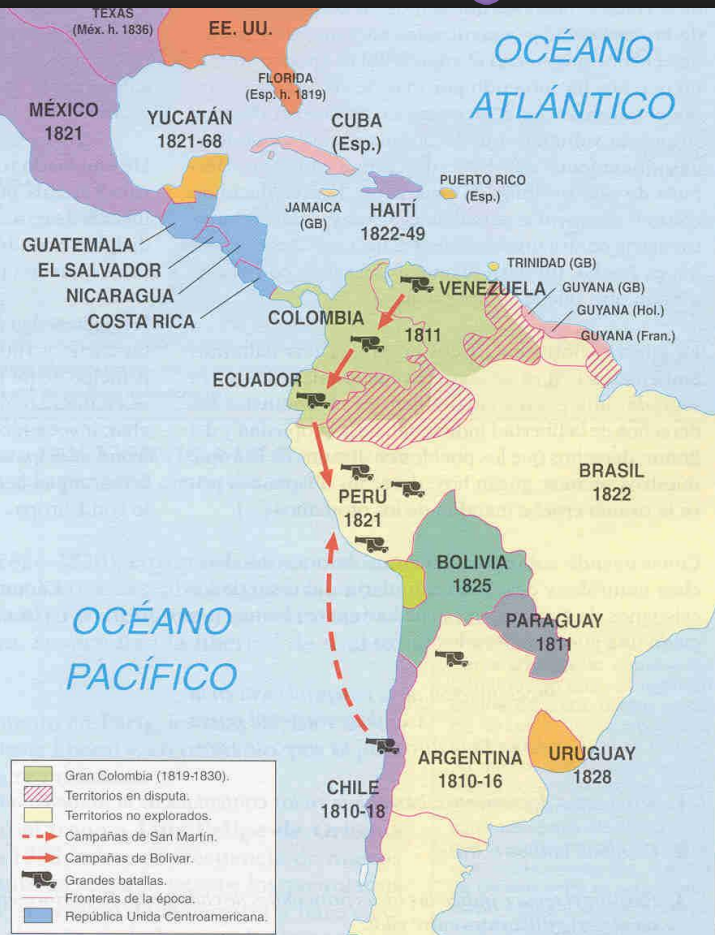 TEXAS
(Méx. h. 1836)
EE. UU.
OCÉANO
ATLÁNTICO
FLORIDA
(Esp. h. 1819)
MÉXICO
1821
YUCATÁN
1821-68
CUBA
(Esp.)
PUERTO RICO
(Esp.)
JAMAICA
(GB)
HAITÍ
1822-49
GUATEMALA
EL SALVADOR
NICARAGUA
COSTA RICA
TRINIDAD (GB)
VENEZUELA
GUYANA (GB)
GUYANA (Hol.)
GUYANA (Fran.)
COLOMBIA
1811
ECUADOR
BRASIL
1822
PERÚ
1821
BOLIVIA
1825
OCÉANO
PACÍFICO
PARAGUAY
1811
ARGENTINA
1810-16
URUGUAY
1828
CHILE
1810-18
Gran Colombia (1819-1830).
Territorios en disputa.
Territorios no explorados.
Campañas de San Martín.
Campañas de Bolívar.
Grandes batallas.
Fronteras de la época.
República Unida Centroamericana.